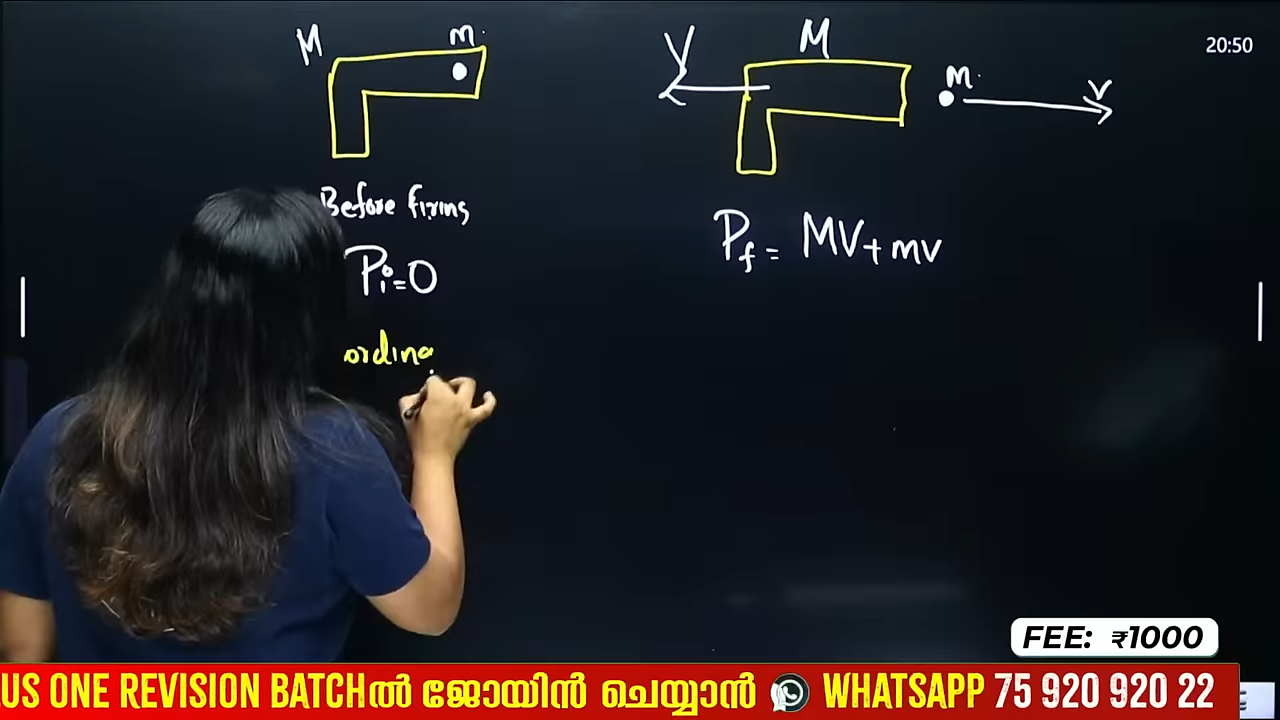 M
m.
V
M
m.
v
20:50
Before firing
Pi=0
Pf = MV+mv
ording
FEE: ₹1000
US ONE REVISION BATCHൽ ജോയിൻ ചെയ്യാൻ WHATSAPP 75 920 920 22